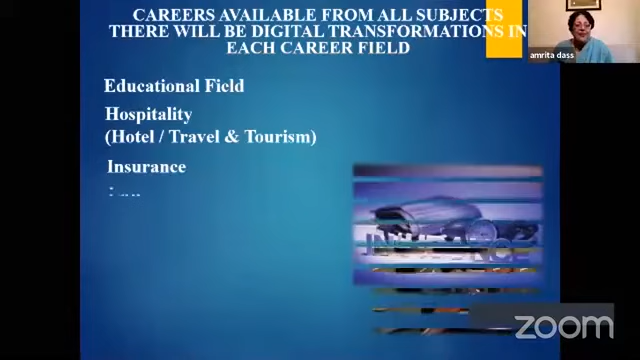 CAREERS AVAILABLE FROM ALL SUBJECTS
THERE WILL BE DIGITAL TRANSFORMATIONS IN
EACH CAREER FIELD
amrita dass
Educational Field
Hospitality
(Hotel / Travel & Tourism)
Insurance
zoom